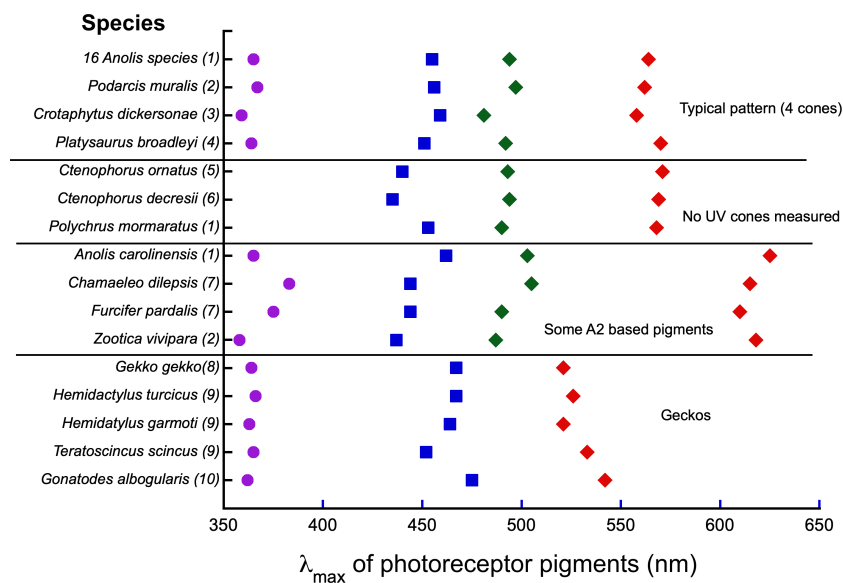 Species
16 Anolis species (1)
Podarcis muralis (2)
Crotaphytus dickersonae (3)
Typical pattern (4 cones)
Platysaurus broadleyi (4)
Ctenophorus ornatus (5)
Ctenophorus decresii (6)
No UV cones measured
Polychrus mormaratus (1)
Anolis carolinensis (1)
Chamaeleo dilepsis (7)
Furcifer pardalis (7)
Some A2 based pigments
Zootica vivipara (2)
Gekko gekko(8)
Hemidactylus turcicus (9)
Geckos
Hemidatylus garmoti (9)
Teratoscincus scincus (9)
Gonatodes albogularis (10)
350 400 450 500 550 600 650
λmax of photoreceptor pigments (nm)